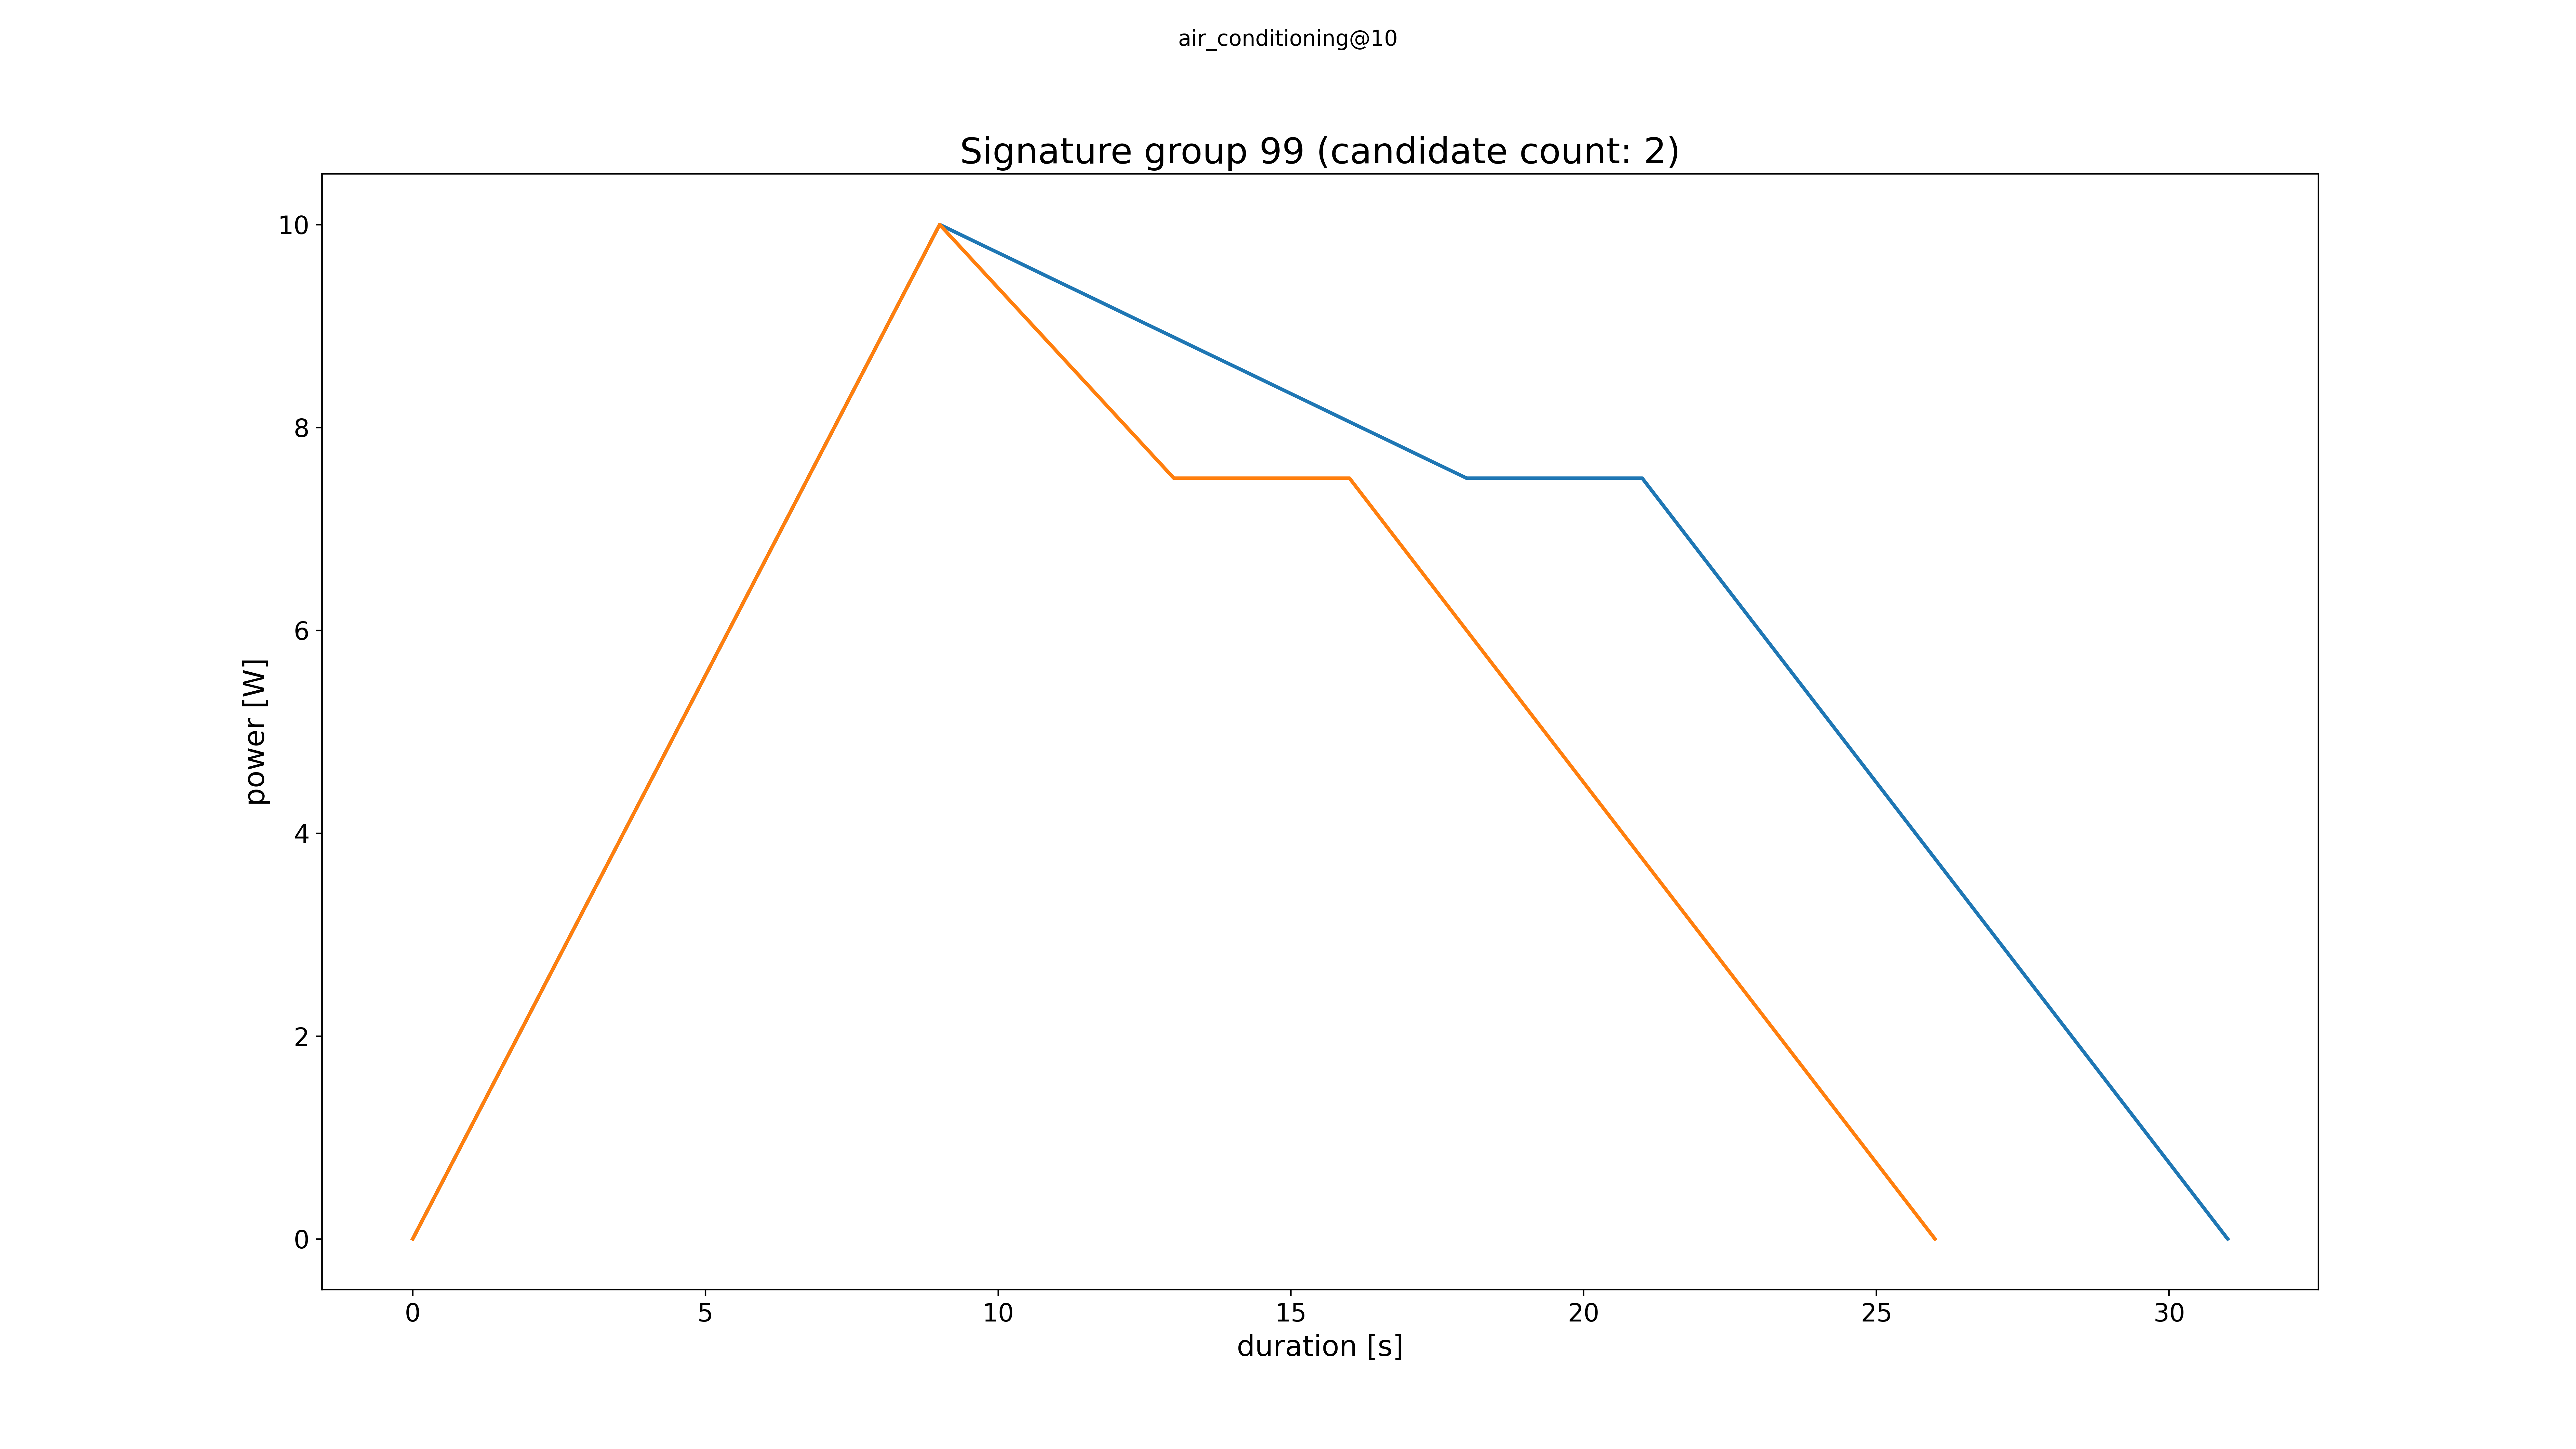 air_conditioning@10
Signature group 99 (candidate count: 2)
power [W]
10
8
6
4
2
0
0 5 10 15 20 25 30
duration [s]